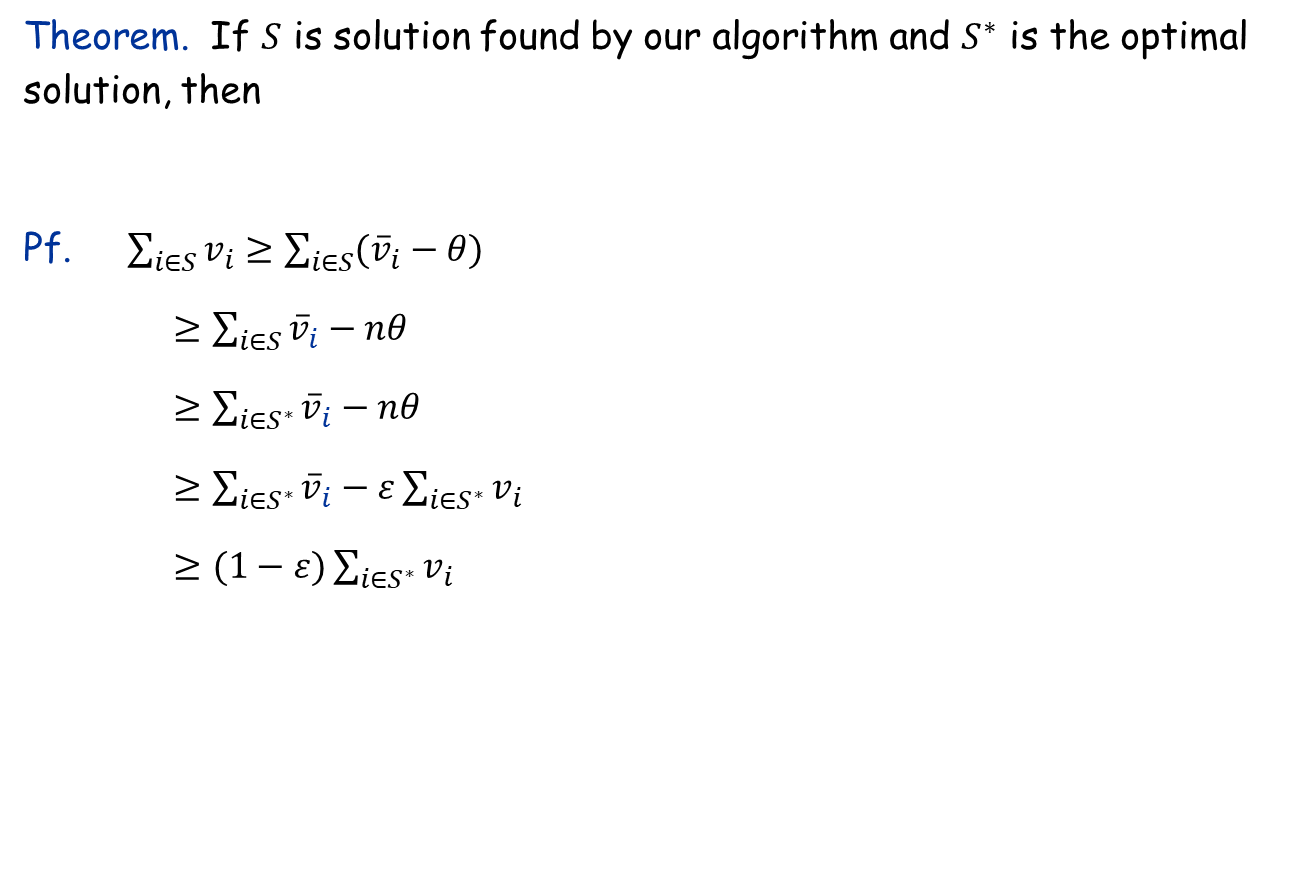 Theorem. If S is solution found by our algorithm and S* is the optimal
solution, then
Pf. ∑_{i∈S} v_i ≥ ∑_{i∈S}(v̄_i − θ)
≥ ∑_{i∈S} v̄_i − nθ
≥ ∑_{i∈S*} v̄_i − nθ
≥ ∑_{i∈S*} v̄_i − ε ∑_{i∈S*} v_i
≥ (1 − ε) ∑_{i∈S*} v_i